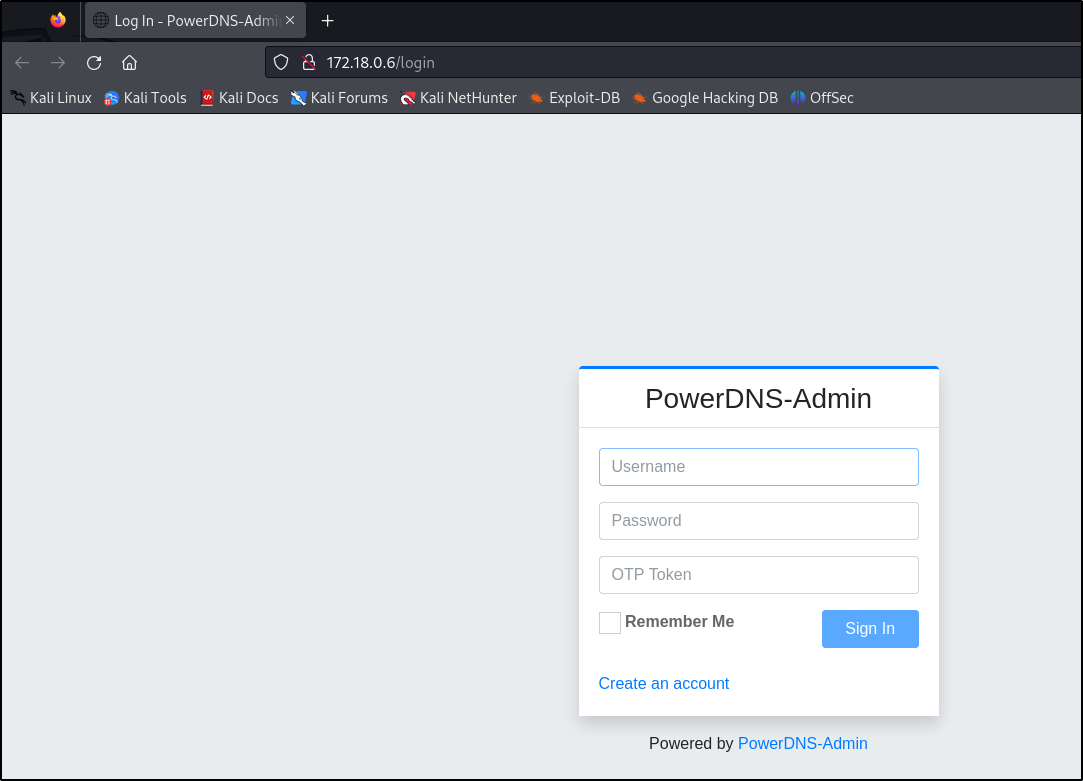 Log In - PowerDNS-Admi
172.18.0.6/login
Kali Linux Kali Tools Kali Docs Kali Forums Kali NetHunter Exploit-DB Google Hacking DB OffSec
PowerDNS-Admin
Username
Password
OTP Token
Remember Me Sign In
Create an account
Powered by PowerDNS-Admin